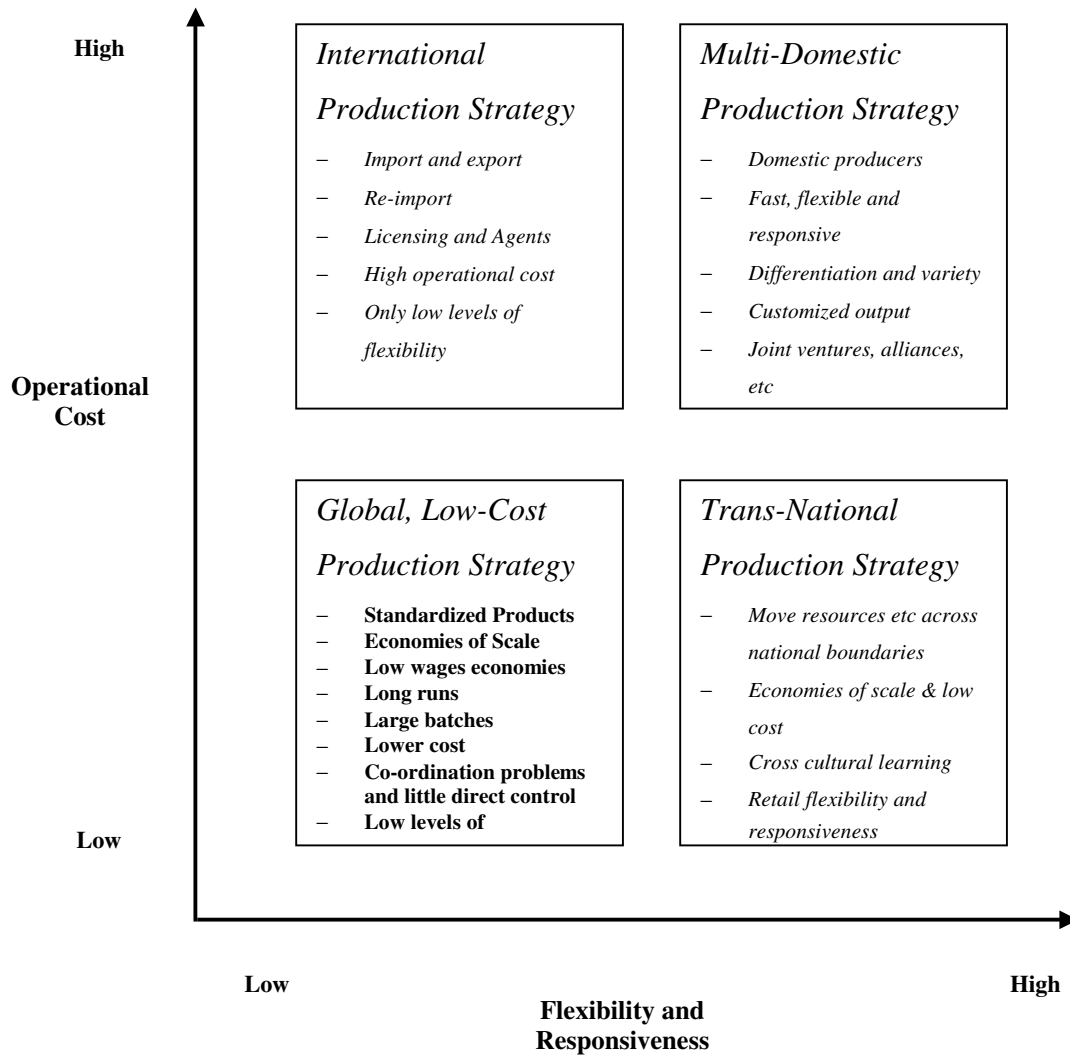 High
International
Production Strategy
– Import and export
– Re-import
– Licensing and Agents
– High operational cost
– Only low levels of
flexibility
Multi-Domestic
Production Strategy
– Domestic producers
– Fast, flexible and
responsive
– Differentiation and variety
– Customized output
– Joint ventures, alliances,
etc
Operational
Cost
Global, Low-Cost
Production Strategy
– Standardized Products
– Economies of Scale
– Low wages economies
– Long runs
– Large batches
– Lower cost
– Co-ordination problems
and little direct control
– Low levels of
Trans-National
Production Strategy
– Move resources etc across
national boundaries
– Economies of scale & low
cost
– Cross cultural learning
– Retail flexibility and
responsiveness
Low
Low
High
Flexibility and
Responsiveness